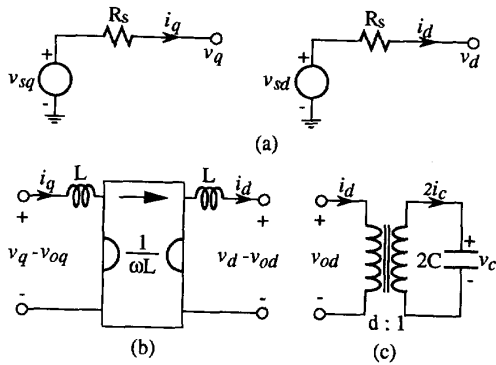 Rs iq vq
+ vsq -
Rs id vd
+ vsd -
(a)
iq L L id
+ vq -voq -
1
ωL
+ vd -vod -
(b)
id 2ic
+ vod -
2C + vc -
d : 1
(c)